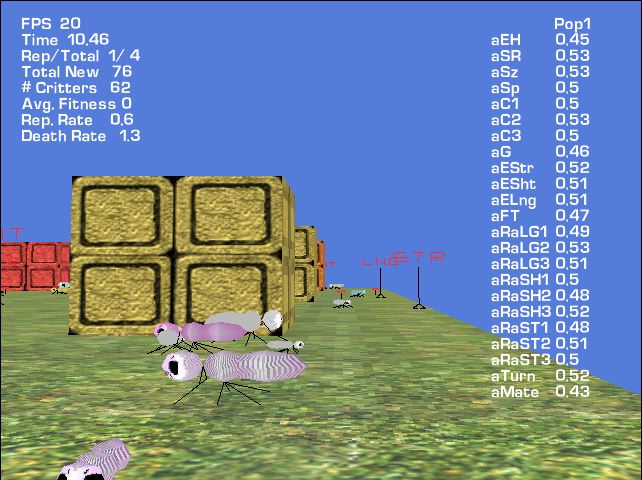 FPS 20
Time 10.46
Rep/Total 1/ 4
Total New 76
# Critters 62
Avg. Fitness 0
Rep. Rate 0.6
Death Rate 1.3
Pop1
aEH 0.45
aSR 0.53
aSz 0.53
aSp 0.5
aC1 0.5
aC2 0.53
aC3 0.5
aG 0.46
aEStr 0.52
aESht 0.51
aELng 0.51
aFT 0.47
aRaLG1 0.49
aRaLG2 0.53
aRaLG3 0.51
aRaSH1 0.5
aRaSH2 0.48
aRaSH3 0.52
aRaST1 0.48
aRaST2 0.51
aRaST3 0.5
aTurn 0.52
aMate 0.43
LNG
STR